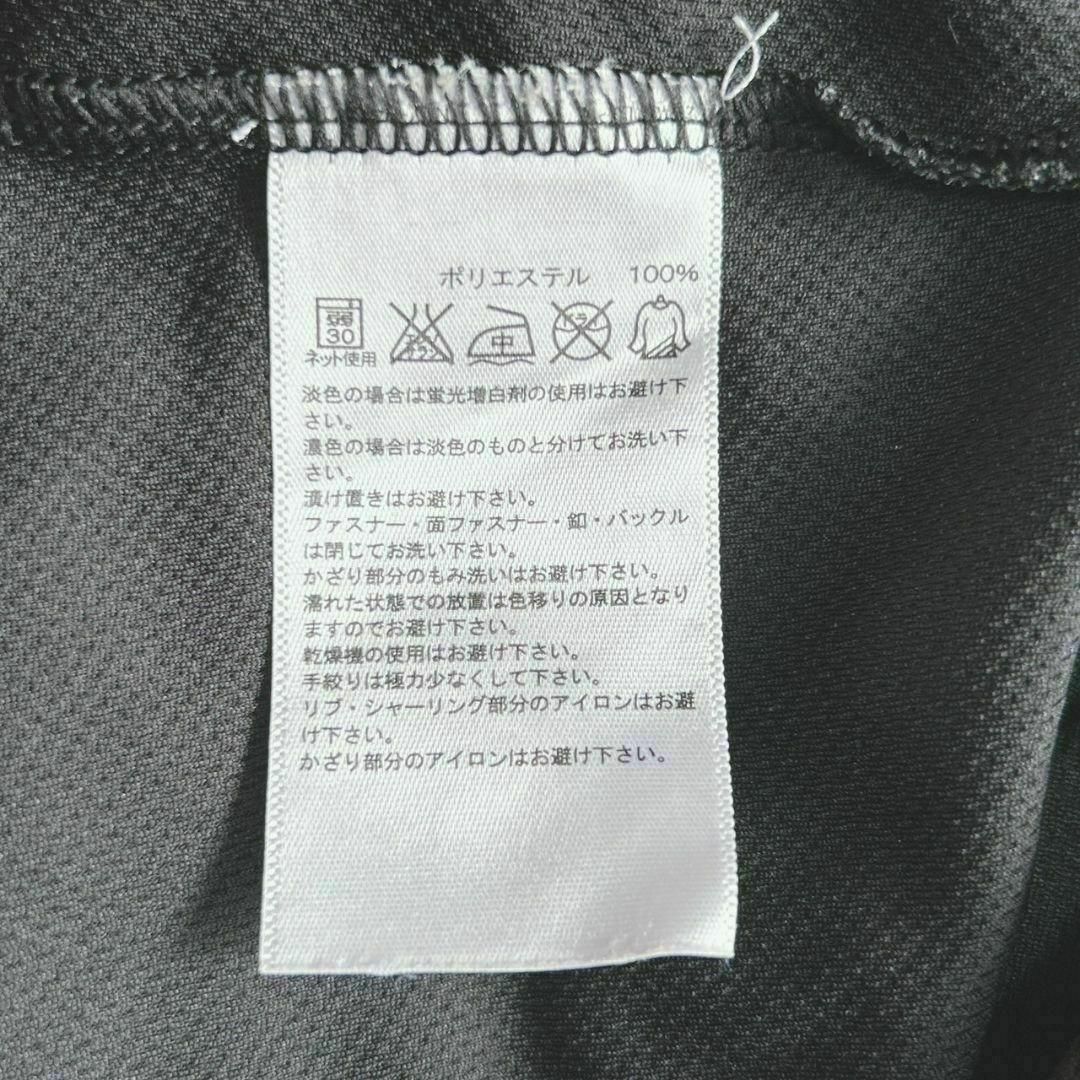 ポリエステル 100%
弱 30 エンソ サラシ 中 ドライ
ネット使用
淡色の場合は蛍光増白剤の使用はお避け下
さい。
濃色の場合は淡色のものと分けてお洗い下
さい。
漬け置きはお避け下さい。
ファスナー・面ファスナー・釦・バックル
は閉じてお洗い下さい。
かざり部分のもみ洗いはお避け下さい。
濡れた状態での放置は色移りの原因となり
ますのでお避け下さい。
乾燥機の使用はお避け下さい。
手絞りは極力少なくして下さい。
リブ・シャーリング部分のアイロンはお避
け下さい。
かざり部分のアイロンはお避け下さい。